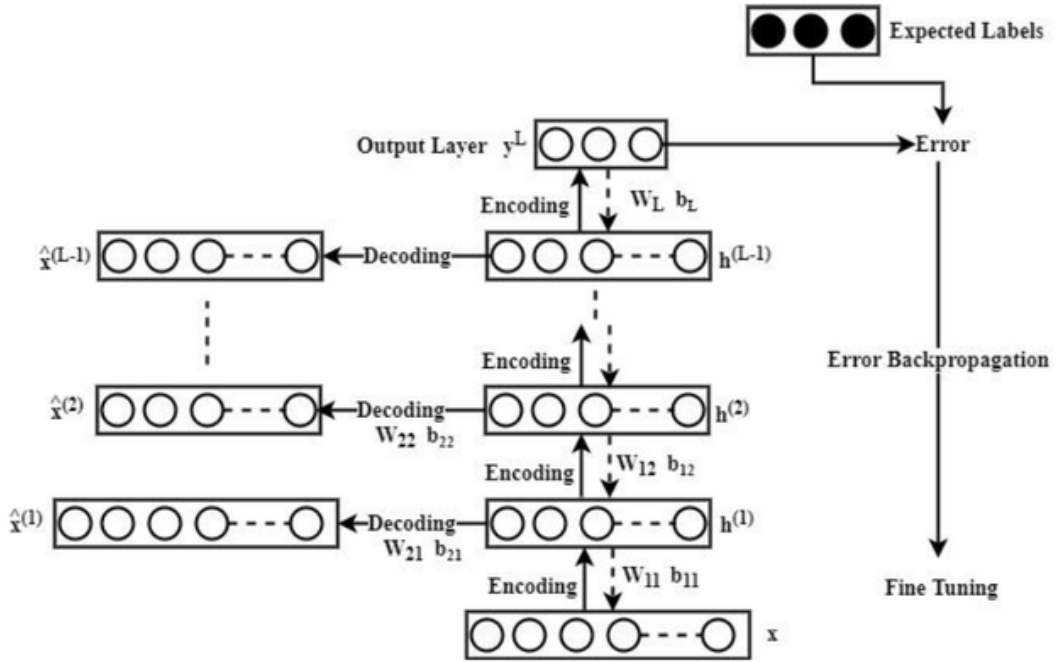 Expected Labels
Output Layer y^L
Error
Encoding
W_L b_L
x̂^(L-1)
Decoding
h^(L-1)
Encoding
Error Backpropagation
x̂^(2)
Decoding
h^(2)
W_22 b_22
Encoding
W_12 b_12
x̂^(1)
Decoding
h^(1)
W_21 b_21
Encoding
W_11 b_11
Fine Tuning
x